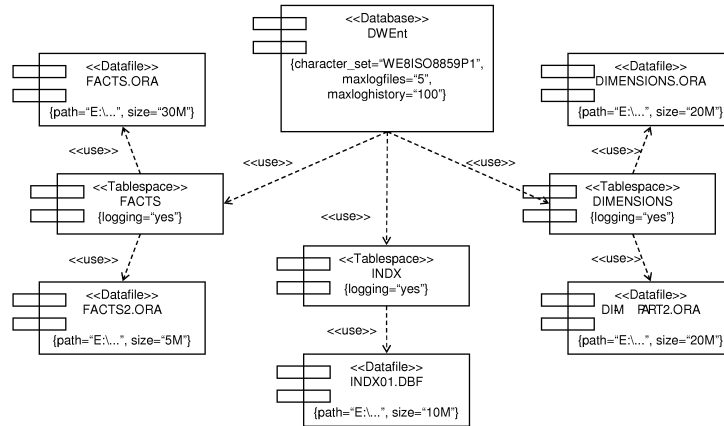 <<Database>>
DWEnt
{character_set=“WE8ISO8859P1”,
maxlogfiles=“5”,
maxloghistory=“100”}
<<Datafile>>
FACTS.ORA
{path=“E:\...”, size=“30M”}
<<Datafile>>
DIMENSIONS.ORA
{path=“E:\...”, size=“20M”}
<<use>>
<<use>>
<<use>>
<<use>>
<<Tablespace>>
FACTS
{logging=“yes”}
<<Tablespace>>
DIMENSIONS
{logging=“yes”}
<<use>>
<<use>>
<<use>>
<<Tablespace>>
INDX
{logging=“yes”}
<<Datafile>>
FACTS2.ORA
{path=“E:\...”, size=“5M”}
<<Datafile>>
DIM PART2.ORA
{path=“E:\...”, size=“20M”}
<<use>>
<<Datafile>>
INDX01.DBF
{path=“E:\...”, size=“10M”}